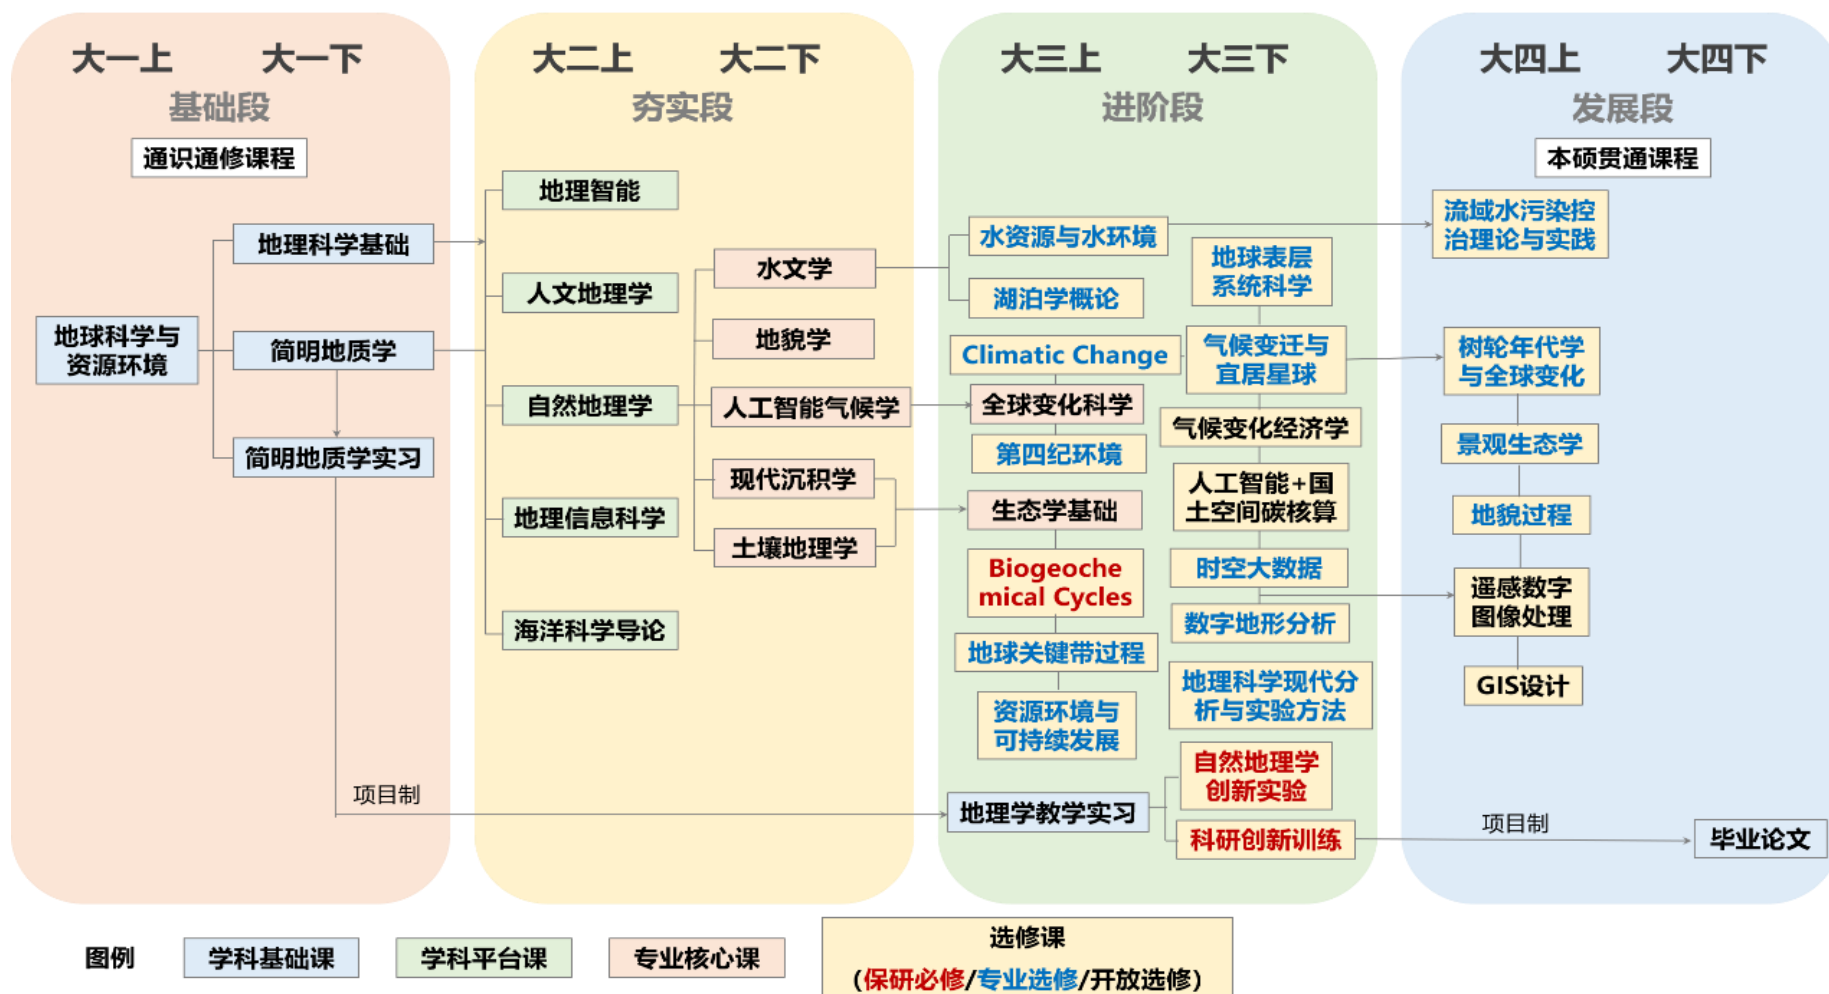 大一上
大一下
基础段
通识通修课程
地理科学基础
地球科学与
资源环境
简明地质学
简明地质学实习
项目制
大二上
大二下
夯实段
地理智能
人文地理学
自然地理学
地理信息科学
海洋科学导论
水文学
地貌学
人工智能气候学
现代沉积学
土壤地理学
大三上
大三下
进阶段
水资源与水环境
湖泊学概论
Climatic Change
全球变化科学
第四纪环境
生态学基础
Biogeoche
mical Cycles
地球关键带过程
资源环境与
可持续发展
地理学教学实习
地球表层
系统科学
气候变迁与
宜居星球
气候变化经济学
人工智能+国
土空间碳核算
时空大数据
数字地形分析
地理科学现代分
析与实验方法
自然地理学
创新实验
科研创新训练
大四上
大四下
发展段
本硕贯通课程
流域水污染控
治理论与实践
树轮年代学
与全球变化
景观生态学
地貌过程
遥感数字
图像处理
GIS设计
项目制
毕业论文
图例
学科基础课
学科平台课
专业核心课
选修课
(保研必修/专业选修/开放选修)